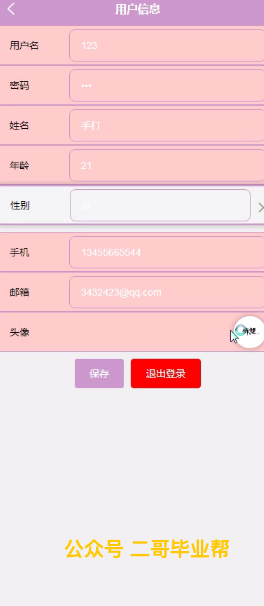 用户信息
用户名 123
密码 •••
姓名 手打
年龄 21
性别
手机 13455665544
邮箱 3432423@qq.com
头像
保存 退出登录
公众号 二哥毕业帮